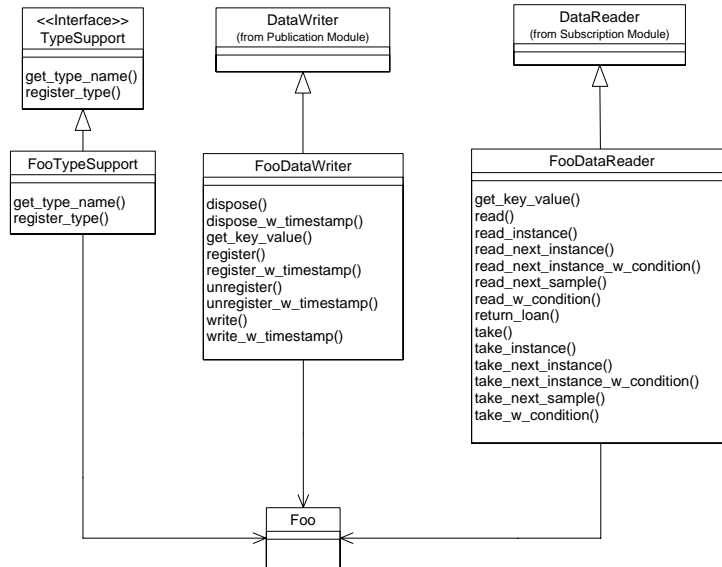 <<Interface>>
TypeSupport
get_type_name()
register_type()
DataWriter
(from Publication Module)
DataReader
(from Subscription Module)
FooTypeSupport
get_type_name()
register_type()
FooDataWriter
dispose()
dispose_w_timestamp()
get_key_value()
register()
register_w_timestamp()
unregister()
unregister_w_timestamp()
write()
write_w_timestamp()
FooDataReader
get_key_value()
read()
read_instance()
read_next_instance()
read_next_instance_w_condition()
read_next_sample()
read_w_condition()
return_loan()
take()
take_instance()
take_next_instance()
take_next_instance_w_condition()
take_next_sample()
take_w_condition()
Foo